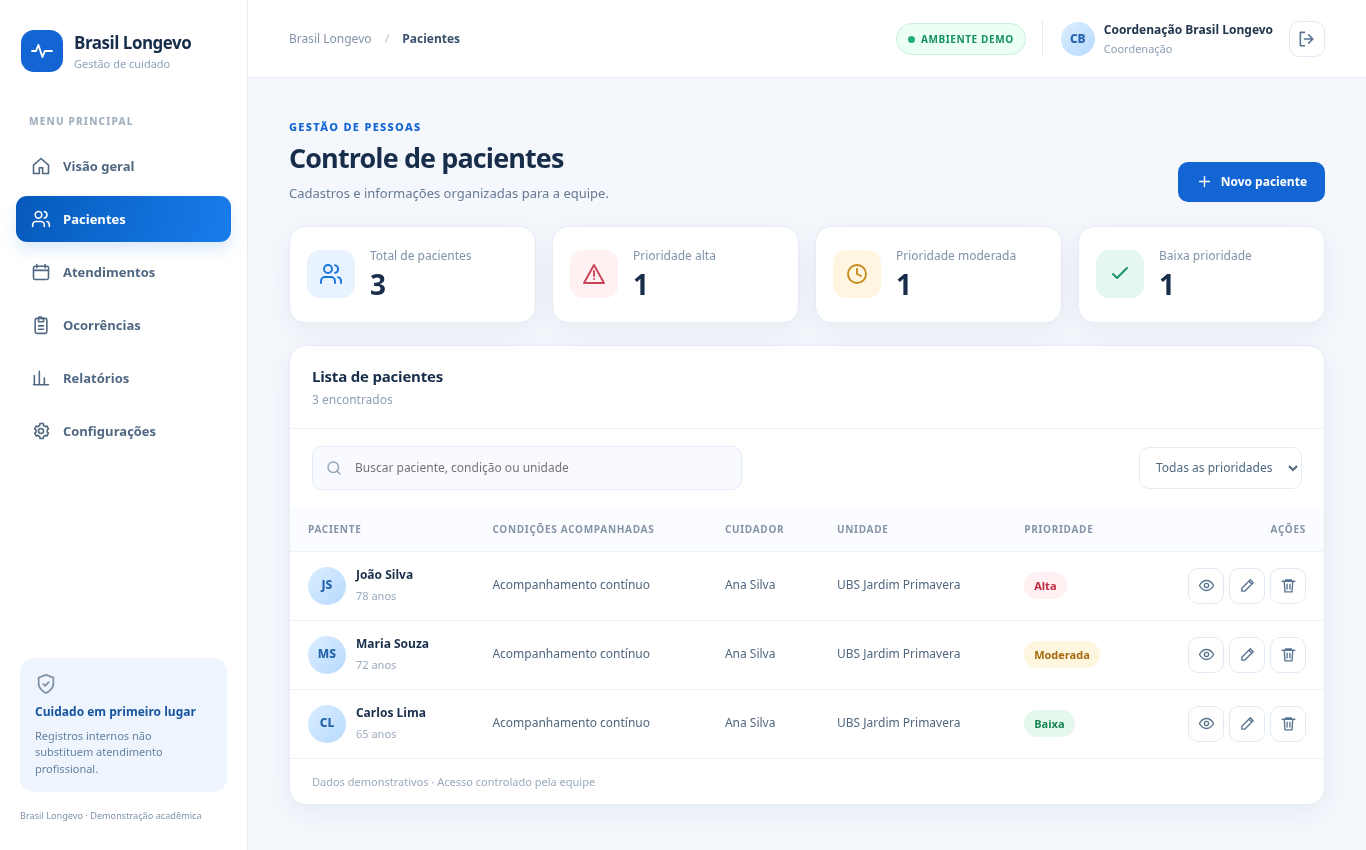 Brasil Longevo
Gestão de cuidado
MENU PRINCIPAL
Visão geral
Pacientes
Atendimentos
Ocorrências
Relatórios
Configurações
Cuidado em primeiro lugar
Registros internos não
substituem atendimento
profissional.
Brasil Longevo · Demonstração acadêmica
Brasil Longevo / Pacientes
AMBIENTE DEMO
CB
Coordenação Brasil Longevo
Coordenação
GESTÃO DE PESSOAS
Controle de pacientes
Cadastros e informações organizadas para a equipe.
Novo paciente
Total de pacientes
3
Prioridade alta
1
Prioridade moderada
1
Baixa prioridade
1
Lista de pacientes
3 encontrados
Buscar paciente, condição ou unidade
Todas as prioridades
PACIENTE CONDIÇÕES ACOMPANHADAS CUIDADOR UNIDADE PRIORIDADE AÇÕES
JS João Silva Acompanhamento contínuo Ana Silva UBS Jardim Primavera Alta
78 anos
MS Maria Souza Acompanhamento contínuo Ana Silva UBS Jardim Primavera Moderada
72 anos
CL Carlos Lima Acompanhamento contínuo Ana Silva UBS Jardim Primavera Baixa
65 anos
Dados demonstrativos · Acesso controlado pela equipe